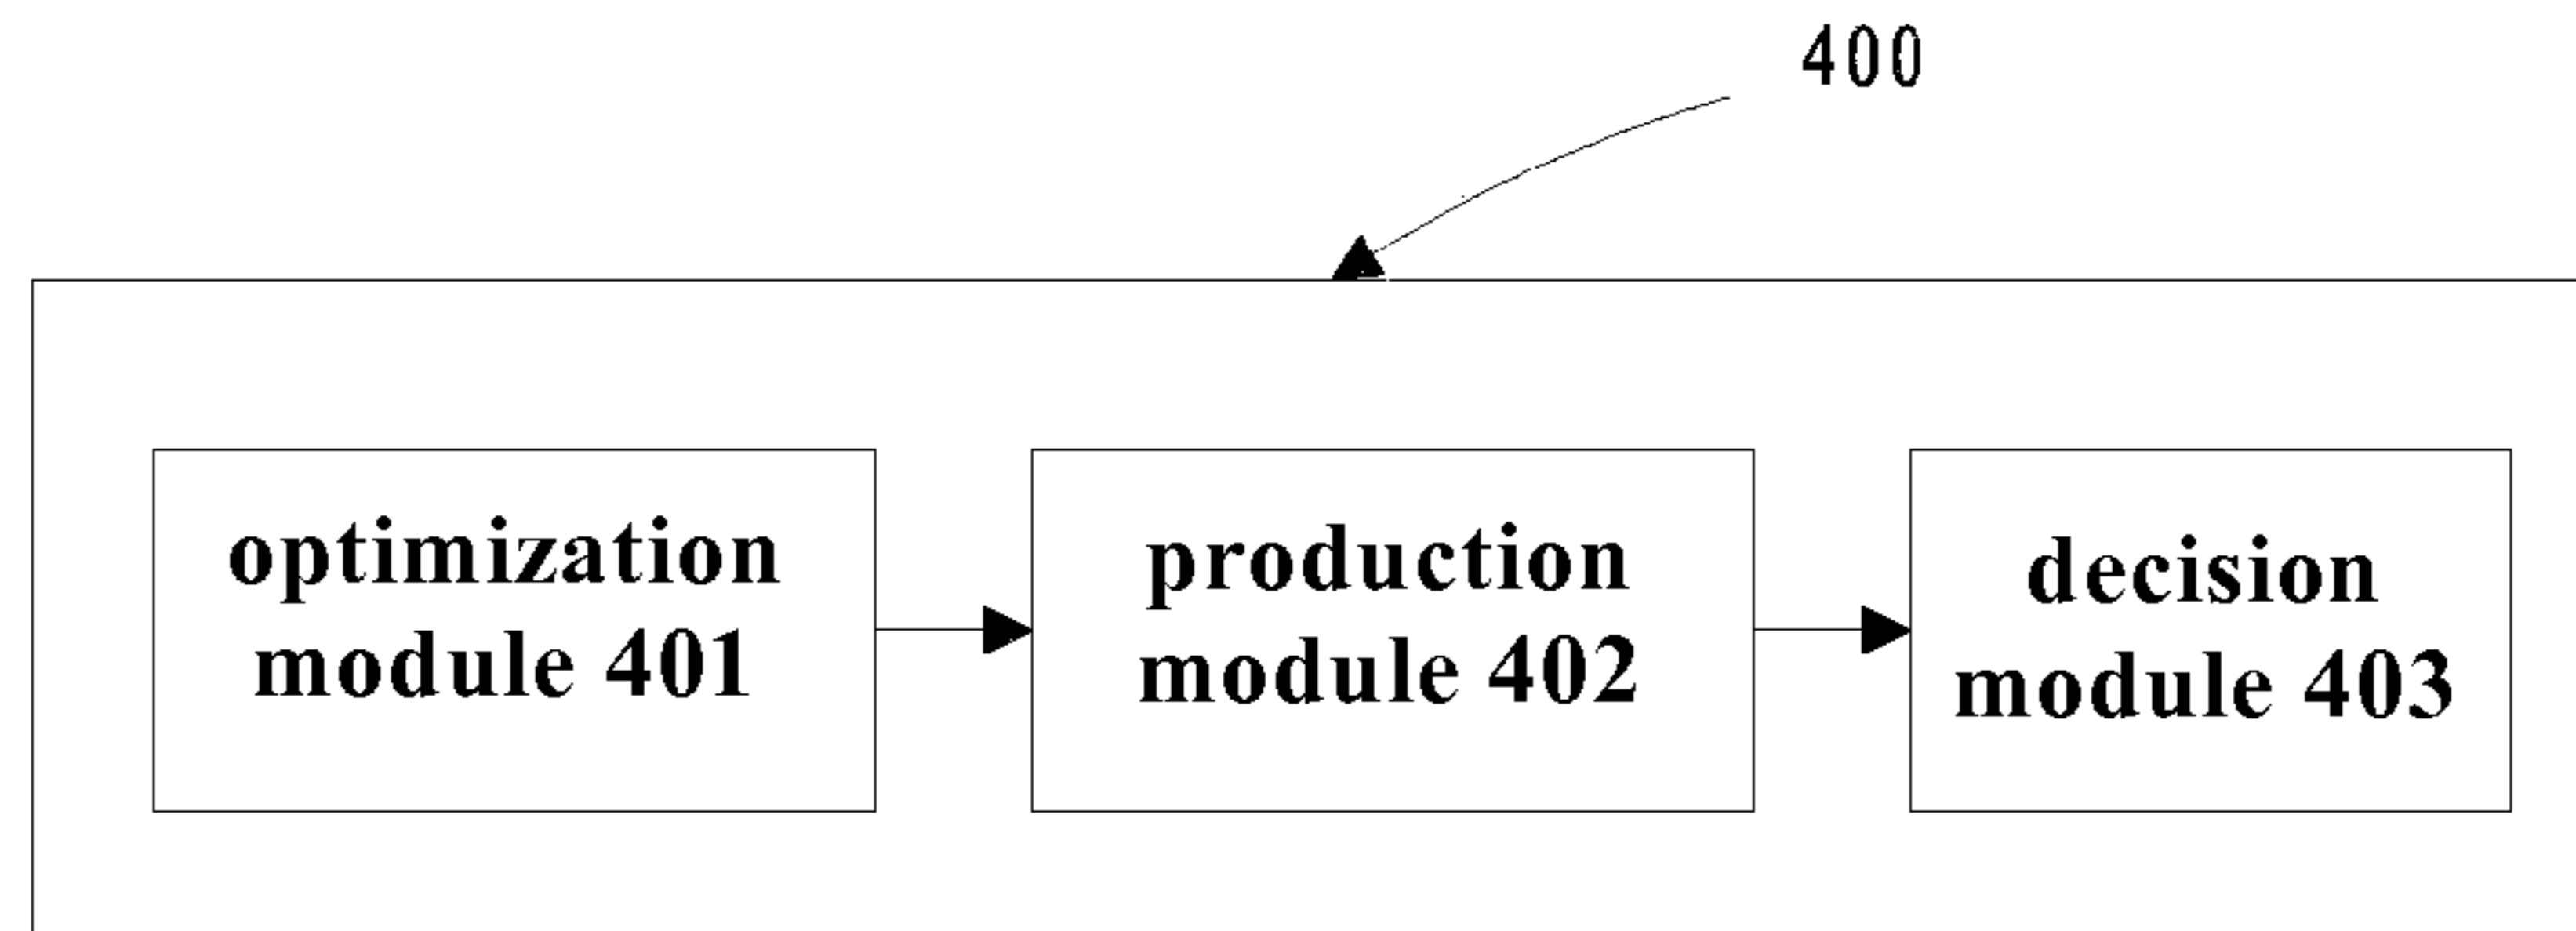 400
optimization
module 401
production
module 402
decision
module 403